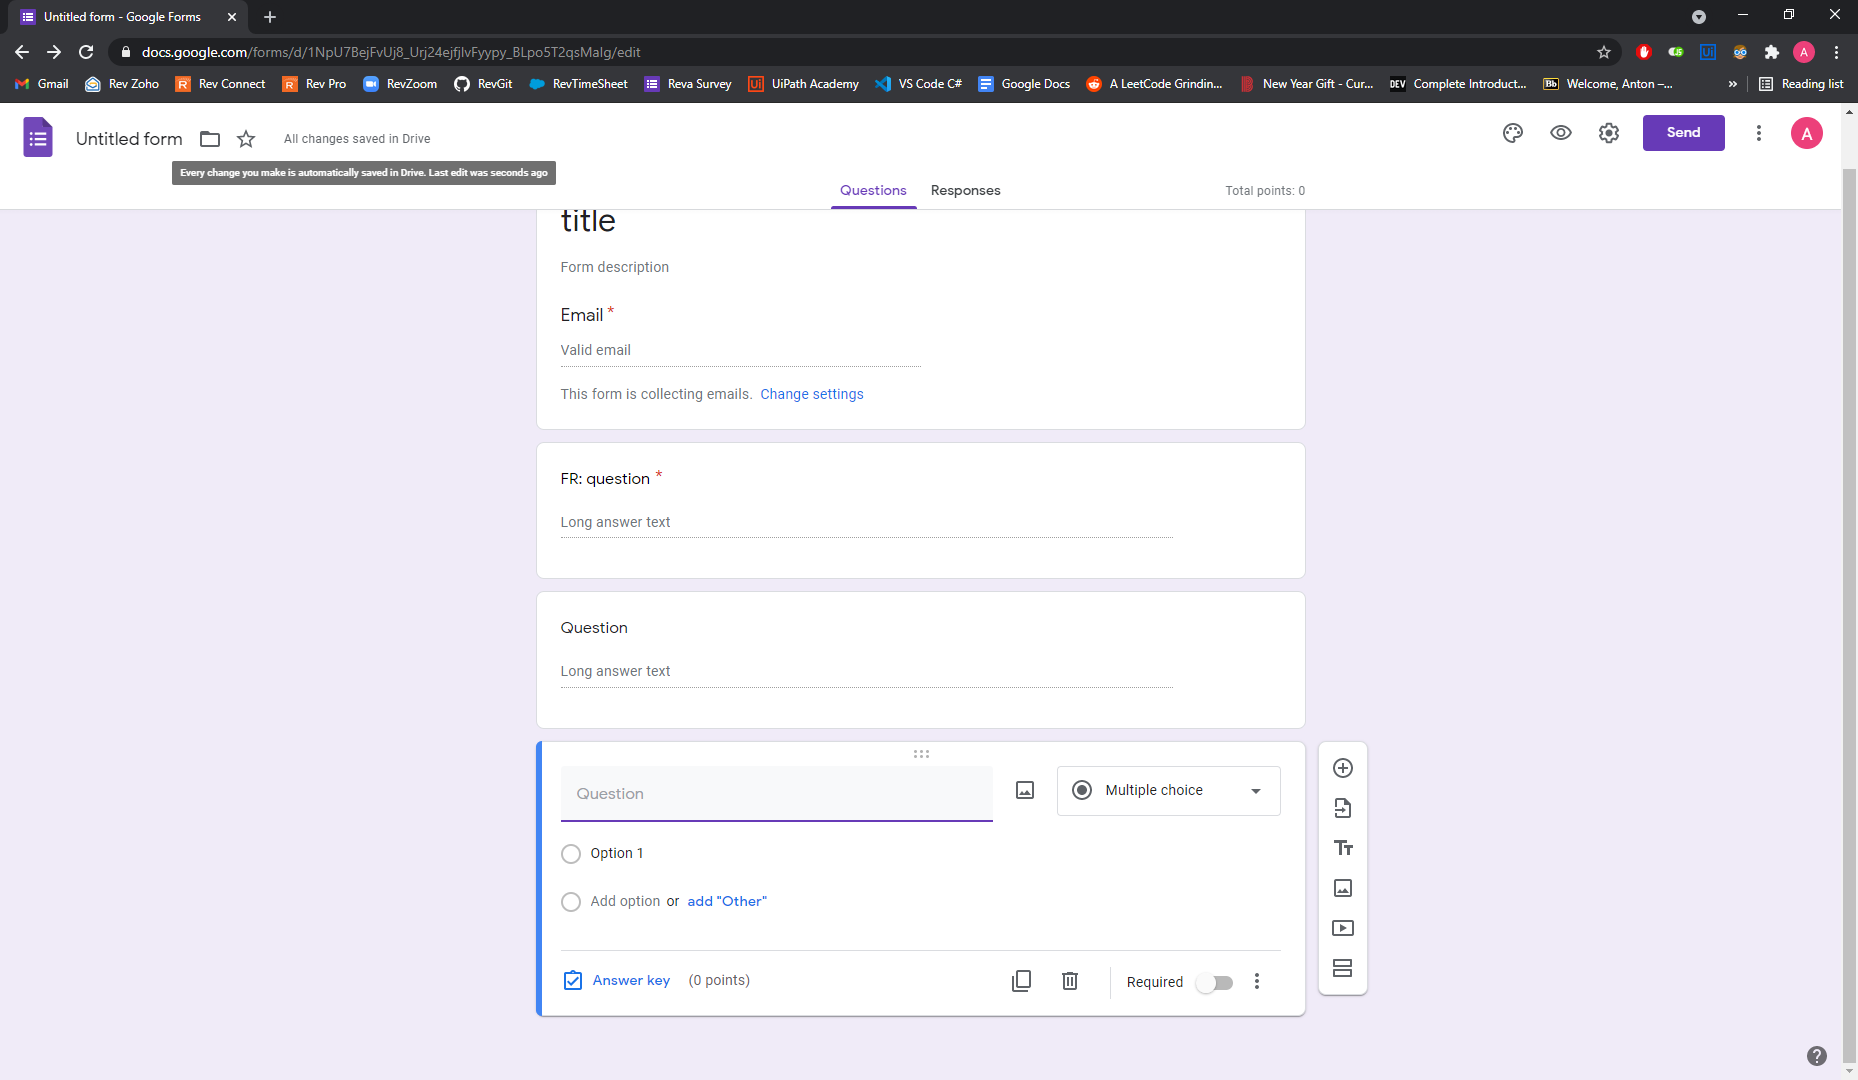 Untitled form - Google Forms
docs.google.com/forms/d/1NpU7BejFvUj8_Urj24ejfjlvFyypy_BLpo5T2qsMalg/edit
A
Gmail Rev Zoho Rev Connect Rev Pro RevZoom RevGit RevTimeSheet Reva Survey UiPath Academy VS Code C# Google Docs A LeetCode Grindin... New Year Gift - Cur... DEV Complete Introduct... Bb Welcome, Anton –... » Reading list
Untitled form All changes saved in Drive Send A
Every change you make is automatically saved in Drive. Last edit was seconds ago
Questions Responses Total points: 0
title
Form description
Email *
Valid email
This form is collecting emails. Change settings
FR: question *
Long answer text
Question
Long answer text
Question Multiple choice
Option 1
Add option or add "Other"
Answer key (0 points) Required